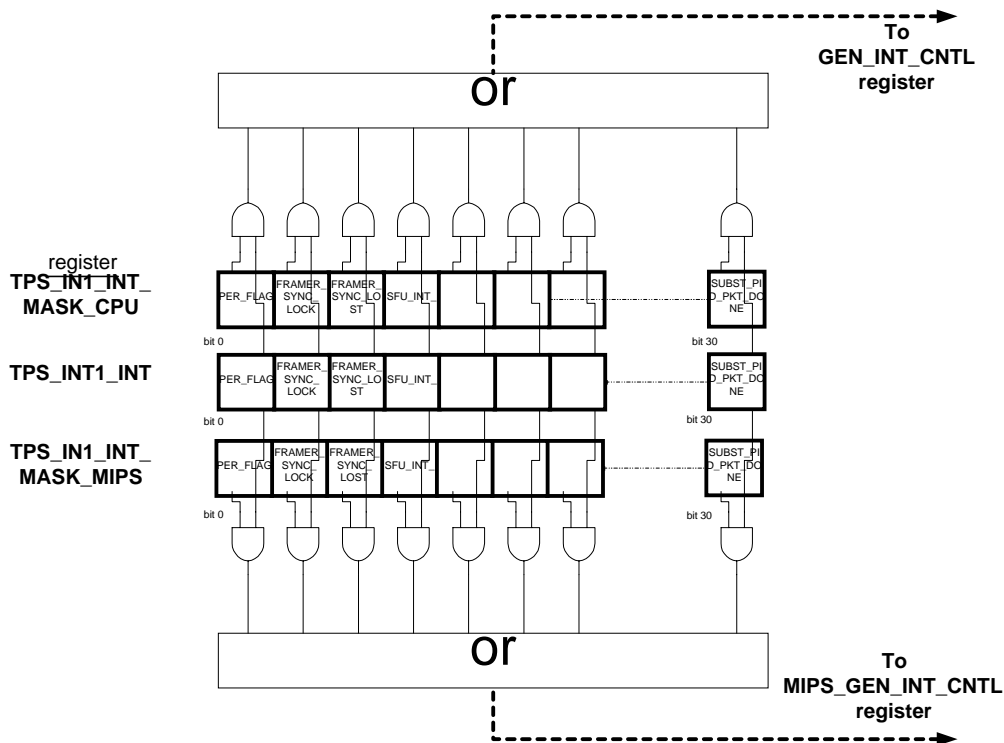 To
GEN_INT_CNTL
register
or
register
TPS_IN1_INT_
MASK_CPU
PER_FLAG
FRAMER_
SYNC_
LOCK
FRAMER_
SYNC_LO
ST
SFU_INT_
SUBST_PI
D_PKT_DO
NE
bit 0
bit 30
TPS_INT1_INT
PER_FLAG
FRAMER_
SYNC_
LOCK
FRAMER_
SYNC_LO
ST
SFU_INT_
SUBST_PI
D_PKT_DO
NE
bit 0
bit 30
TPS_IN1_INT_
MASK_MIPS
PER_FLAG
FRAMER_
SYNC_
LOCK
FRAMER_
SYNC_
LOST
SFU_INT_
SUBST_PI
D_PKT_DO
NE
bit 0
bit 30
or
To
MIPS_GEN_INT_CNTL
register